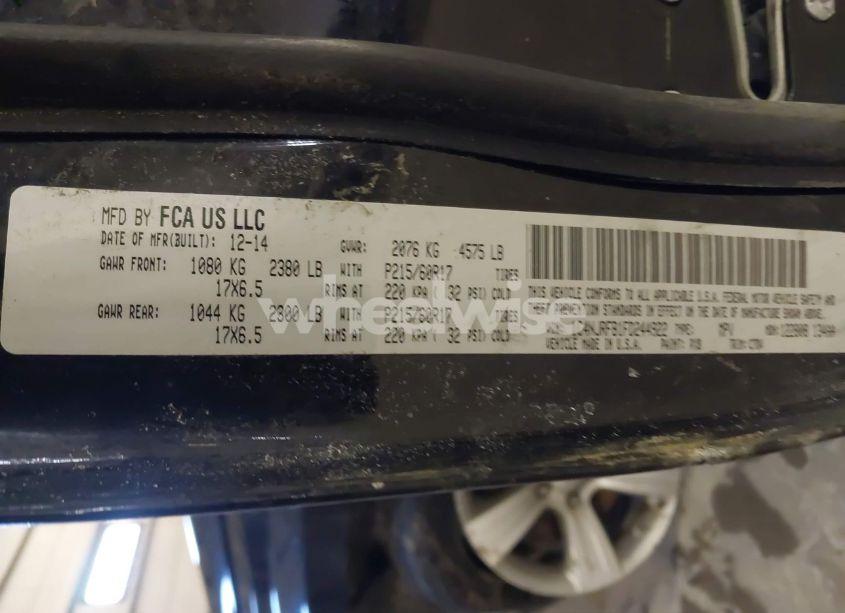 MFD BY FCA US LLC
DATE OF MFR(BUILT): 12-14 GVWR: 2076 KG 4575 LB
GAWR FRONT: 1080 KG 2380 LB WITH P215/60R17 TIRES
17X6.5 RIMS AT 220 KPA ( 32 PSI) COLD
GAWR REAR: 1044 KG 2300 LB WITH P215/60R17 TIRES
17X6.5 RIMS AT 220 KPA ( 32 PSI) COLD
THIS VEHICLE CONFORMS TO ALL APPLICABLE U.S.A. FEDERAL MOTOR VEHICLE SAFETY AND
THEFT PREVENTION STANDARDS IN EFFECT ON THE DATE OF MANUFACTURE SHOWN ABOVE.
TYPE: MPV
VEHICLE MADE IN U.S.A. PAINT: TRIM:
wheelwise